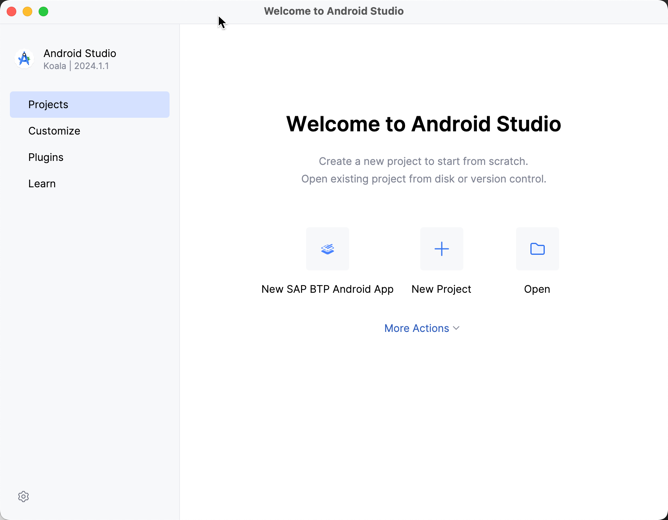 Welcome to Android Studio
Android Studio
Koala | 2024.1.1
Projects
Customize
Plugins
Learn
Welcome to Android Studio
Create a new project to start from scratch.
Open existing project from disk or version control.
New SAP BTP Android App
New Project
Open
More Actions